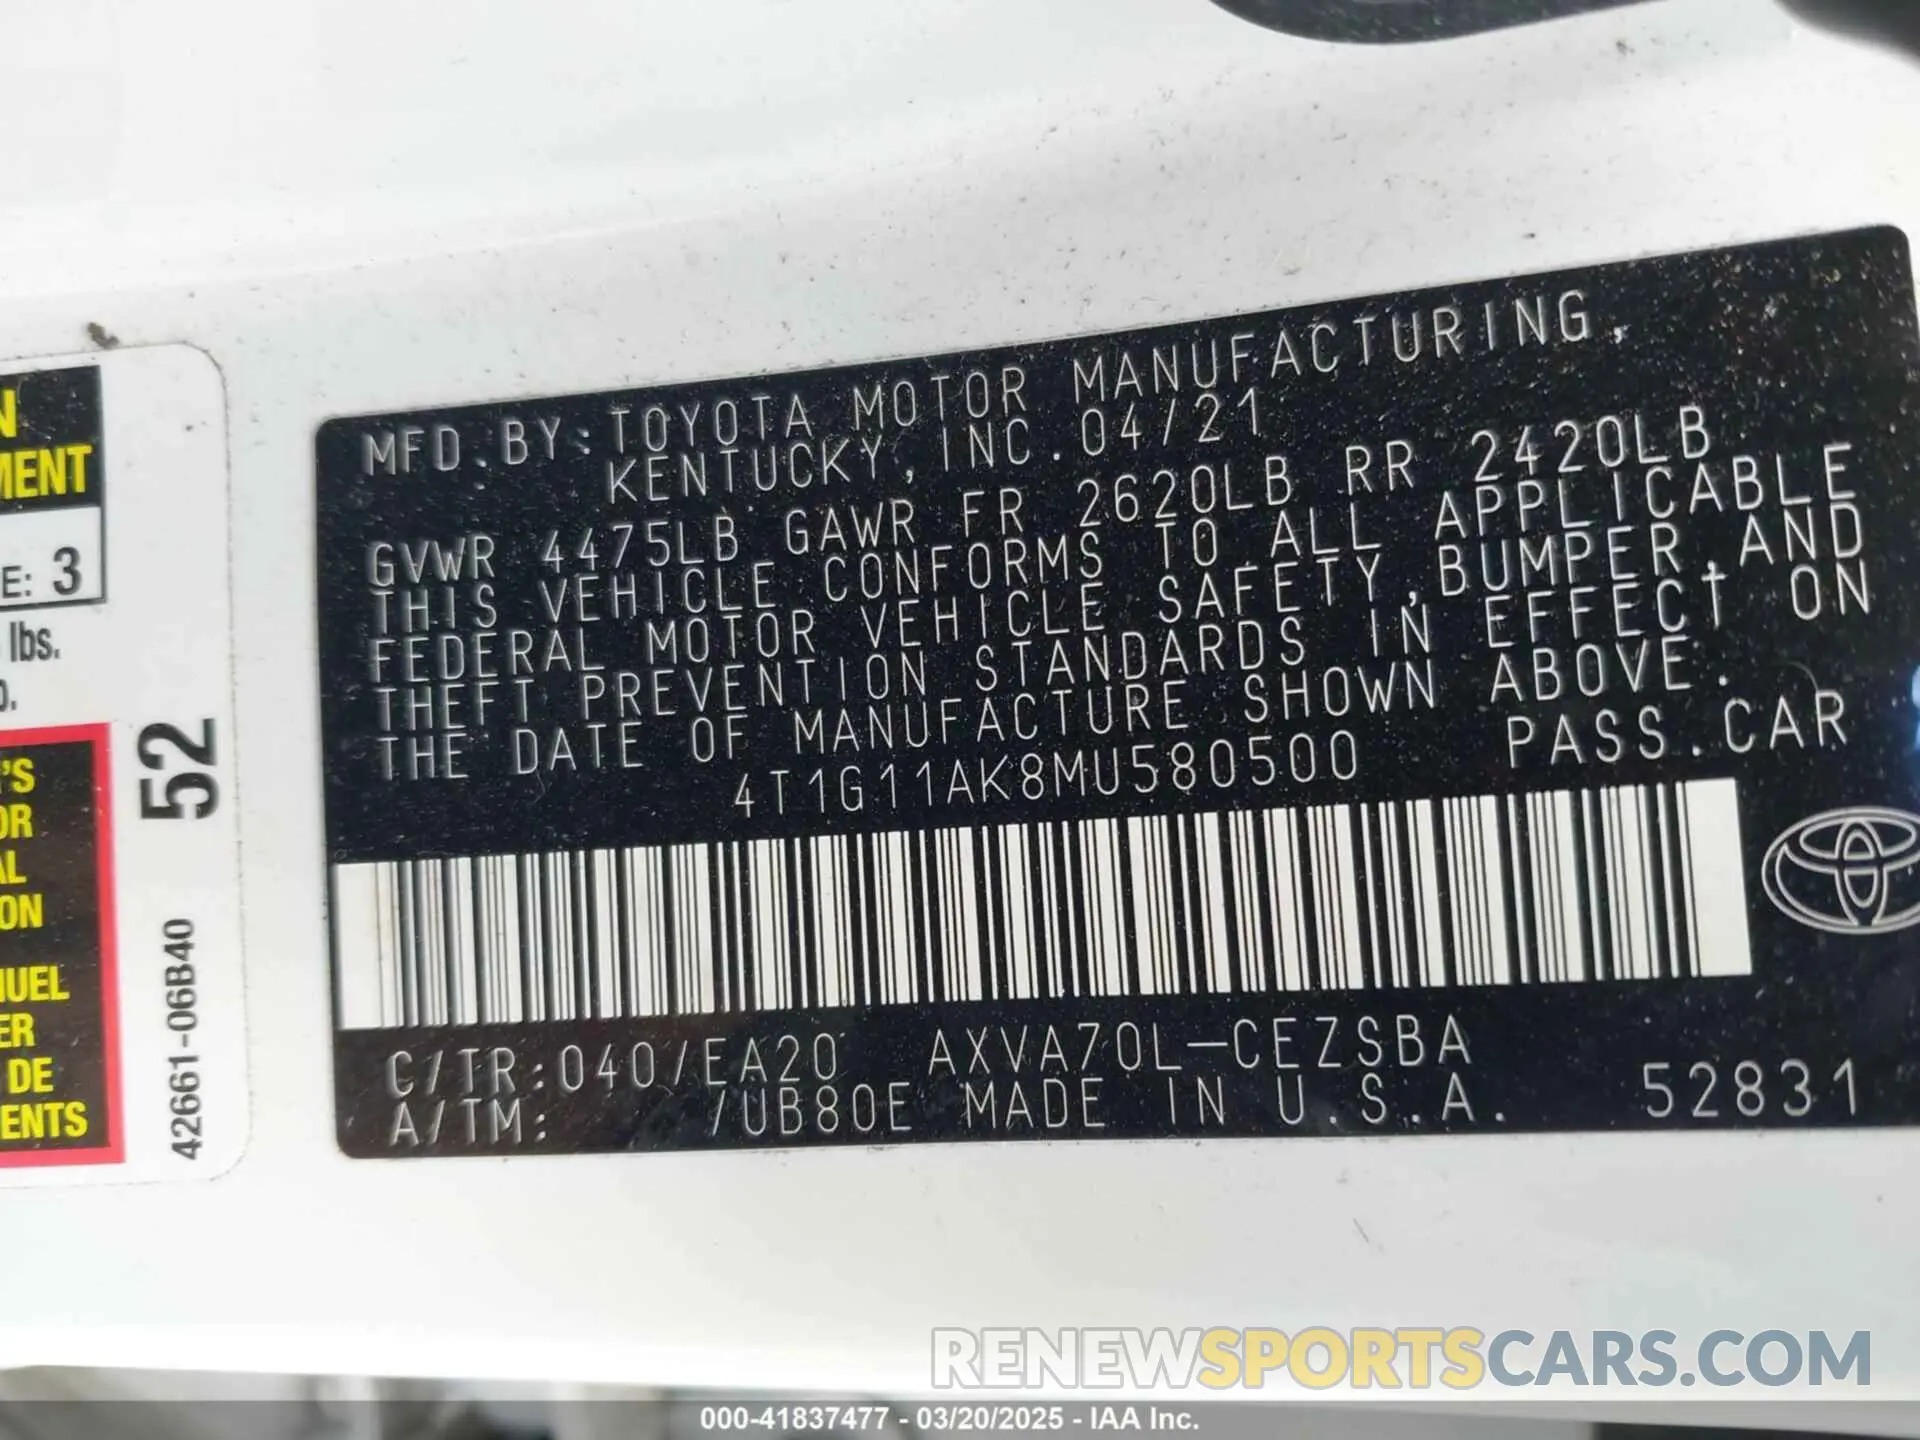 N
MENT
E: 3
lbs.
52
42661-06B40
'S
OR
AL
ON
UEL
ER
DE
ENTS
MFD.BY:TOYOTA MOTOR MANUFACTURING,
KENTUCKY,INC.04/21
GVWR 4475LB GAWR FR 2620LB RR 2420LB
THIS VEHICLE CONFORMS TO ALL APPLICABLE
FEDERAL MOTOR VEHICLE SAFETY,BUMPER,AND
THEFT PREVENTION STANDARDS IN EFFECT ON
THE DATE OF MANUFACTURE SHOWN ABOVE.
4T1G11AK8MU580500 PASS.CAR
C/TR:040/EA20 AXVA70L-CEZSBA
A/TM: /UB80E MADE IN U.S.A. 52831
RENEWSPORTSCARS.COM
000-41837477 - 03/20/2025 - IAA Inc.